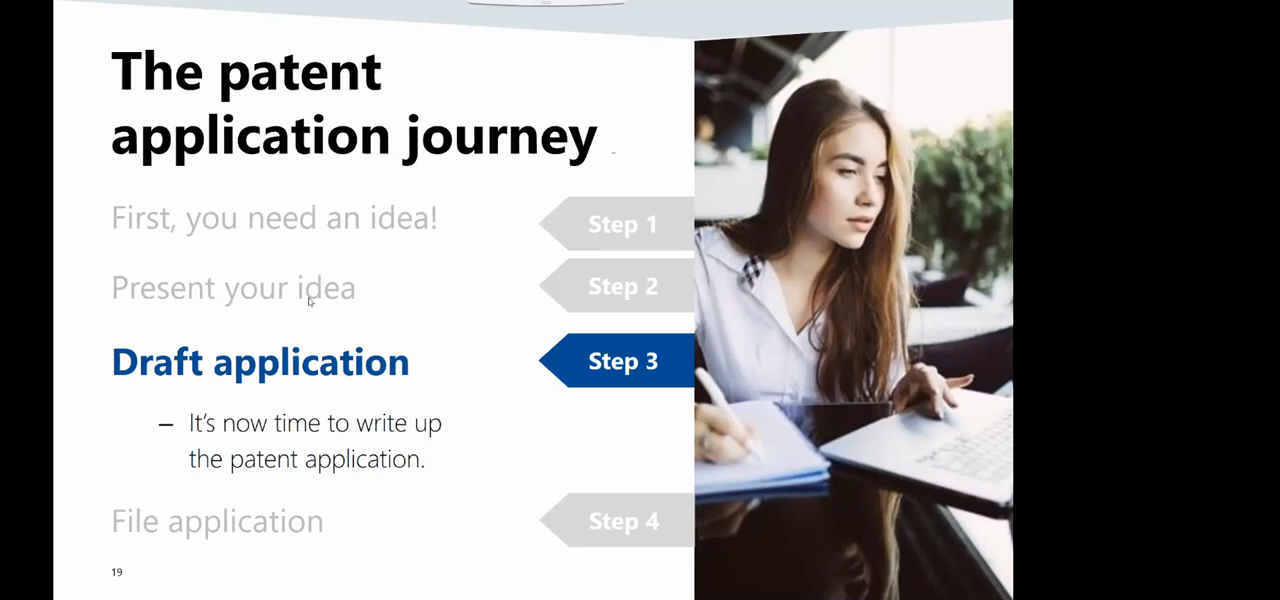 The patent
application journey
First, you need an idea!
Step 1
Present your idea
Step 2
Draft application
Step 3
– It's now time to write up
the patent application.
File application
Step 4
19